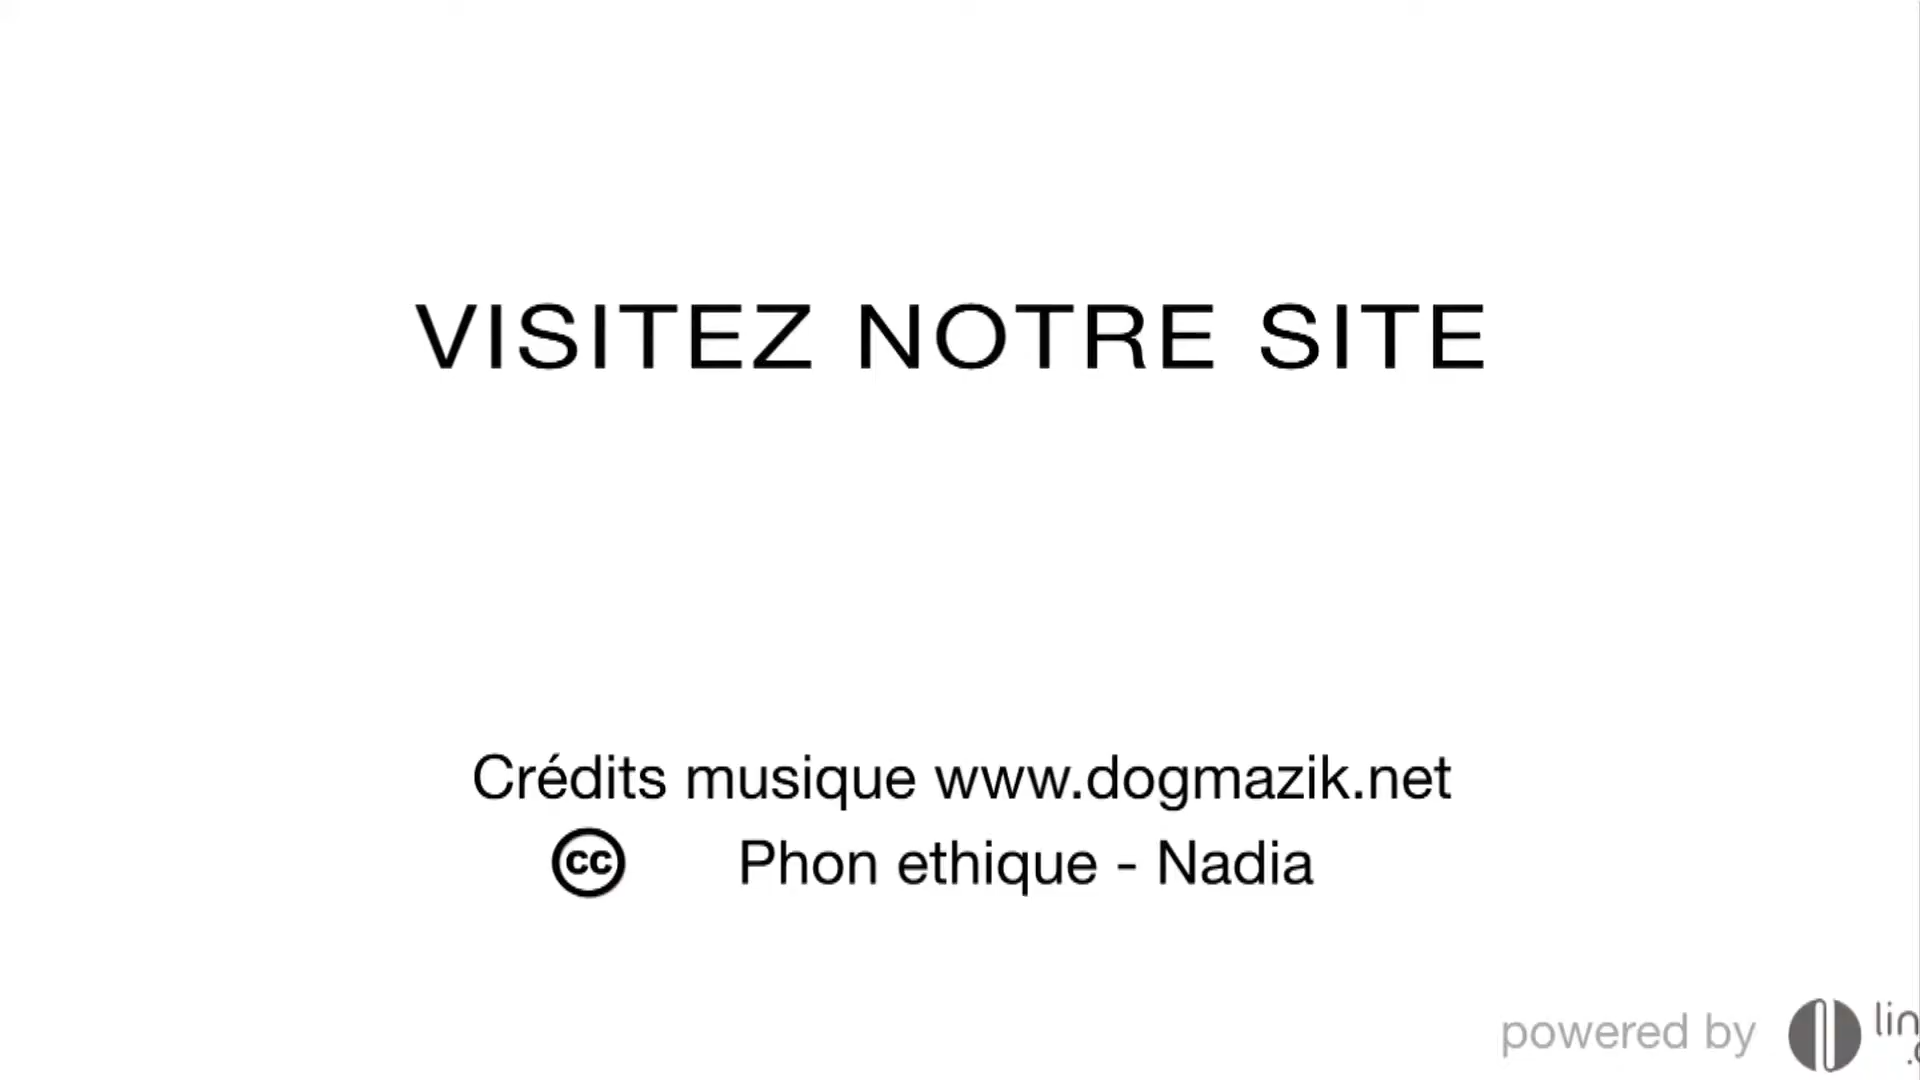 VISITEZ NOTRE SITE
Crédits musique www.dogmazik.net
cc Phon ethique - Nadia
powered by